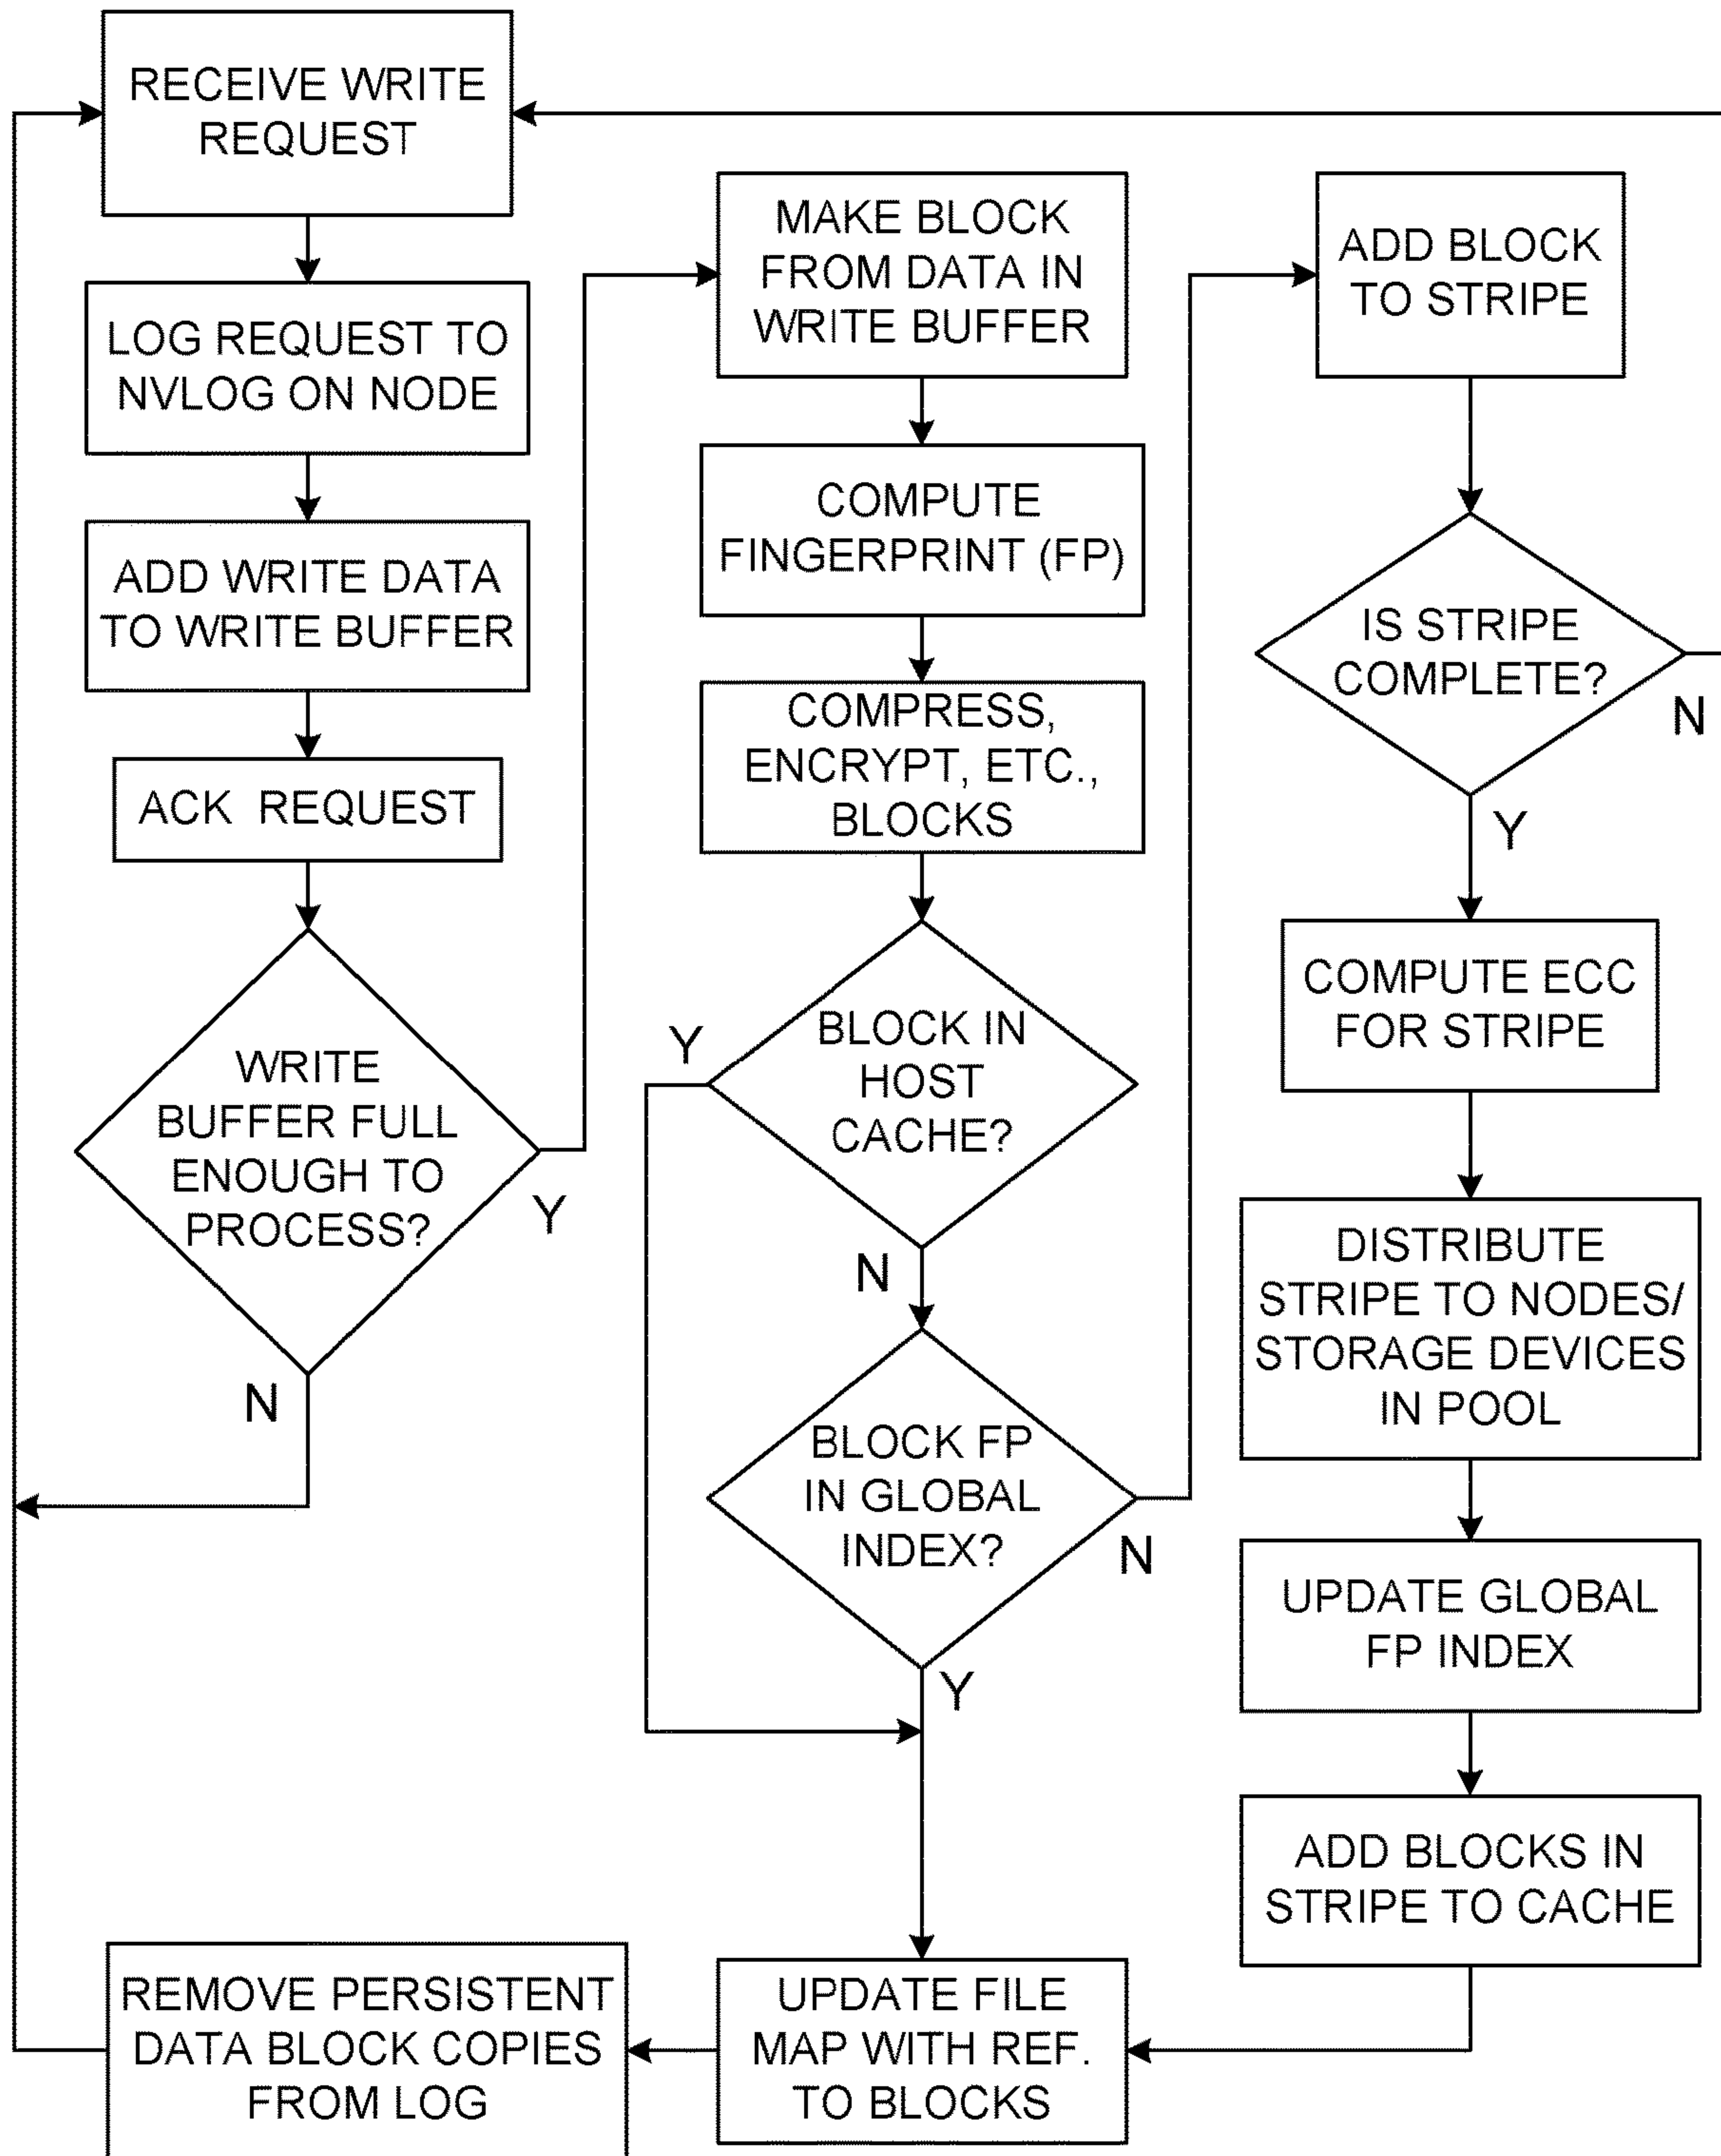 RECEIVE WRITE
REQUEST
LOG REQUEST TO
NVLOG ON NODE
ADD WRITE DATA
TO WRITE BUFFER
ACK REQUEST
WRITE
BUFFER FULL
ENOUGH TO
PROCESS?
Y
N
MAKE BLOCK
FROM DATA IN
WRITE BUFFER
COMPUTE
FINGERPRINT (FP)
COMPRESS,
ENCRYPT, ETC.,
BLOCKS
BLOCK IN
HOST
CACHE?
Y
N
BLOCK FP
IN GLOBAL
INDEX?
N
Y
ADD BLOCK
TO STRIPE
IS STRIPE
COMPLETE?
N
Y
COMPUTE ECC
FOR STRIPE
DISTRIBUTE
STRIPE TO NODES/
STORAGE DEVICES
IN POOL
UPDATE GLOBAL
FP INDEX
ADD BLOCKS IN
STRIPE TO CACHE
UPDATE FILE
MAP WITH REF.
TO BLOCKS
REMOVE PERSISTENT
DATA BLOCK COPIES
FROM LOG